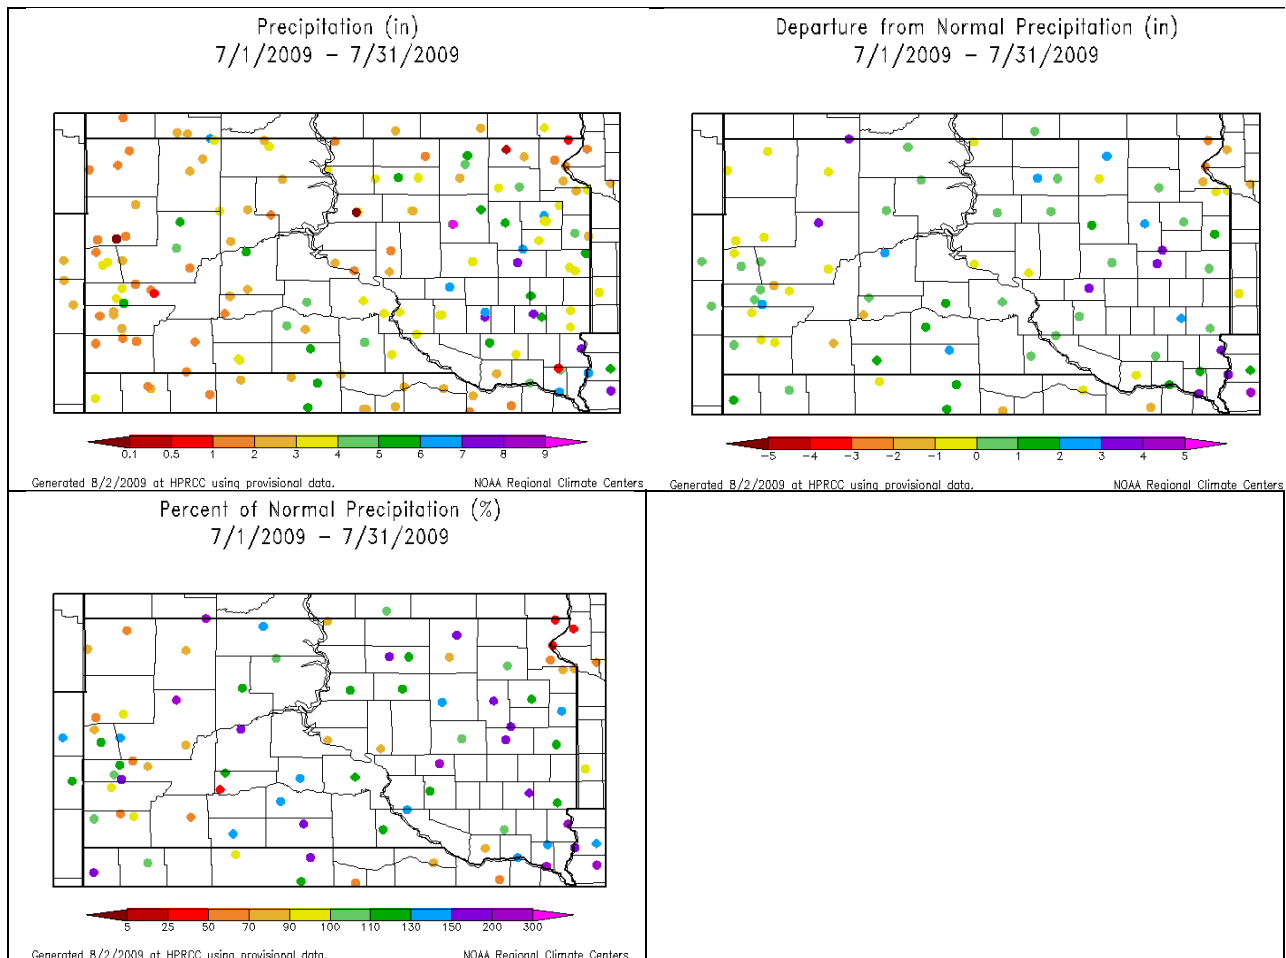 Precipitation (in)
7/1/2009 – 7/31/2009
0.1 0.5 1 2 3 4 5 6 7 8 9
Generated 8/2/2009 at HPRCC using provisional data. NOAA Regional Climate Centers
Departure from Normal Precipitation (in)
7/1/2009 – 7/31/2009
-5 -4 -3 -2 -1 0 1 2 3 4 5
Generated 8/2/2009 at HPRCC using provisional data. NOAA Regional Climate Centers
Percent of Normal Precipitation (%)
7/1/2009 – 7/31/2009
5 25 50 70 90 100 110 130 150 200 300
Generated 8/2/2009 at HPRCC using provisional data. NOAA Regional Climate Centers